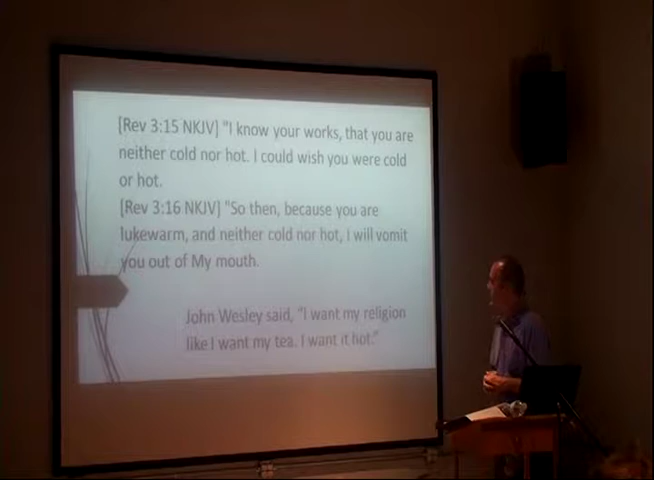 [Rev 3:15 NKJV] "I know your works, that you are
neither cold nor hot. I could wish you were cold
or hot.
[Rev 3:16 NKJV] "So then, because you are
lukewarm, and neither cold nor hot, I will vomit
you out of My mouth.
John Wesley said, "I want my religion
like I want my tea. I want it hot."